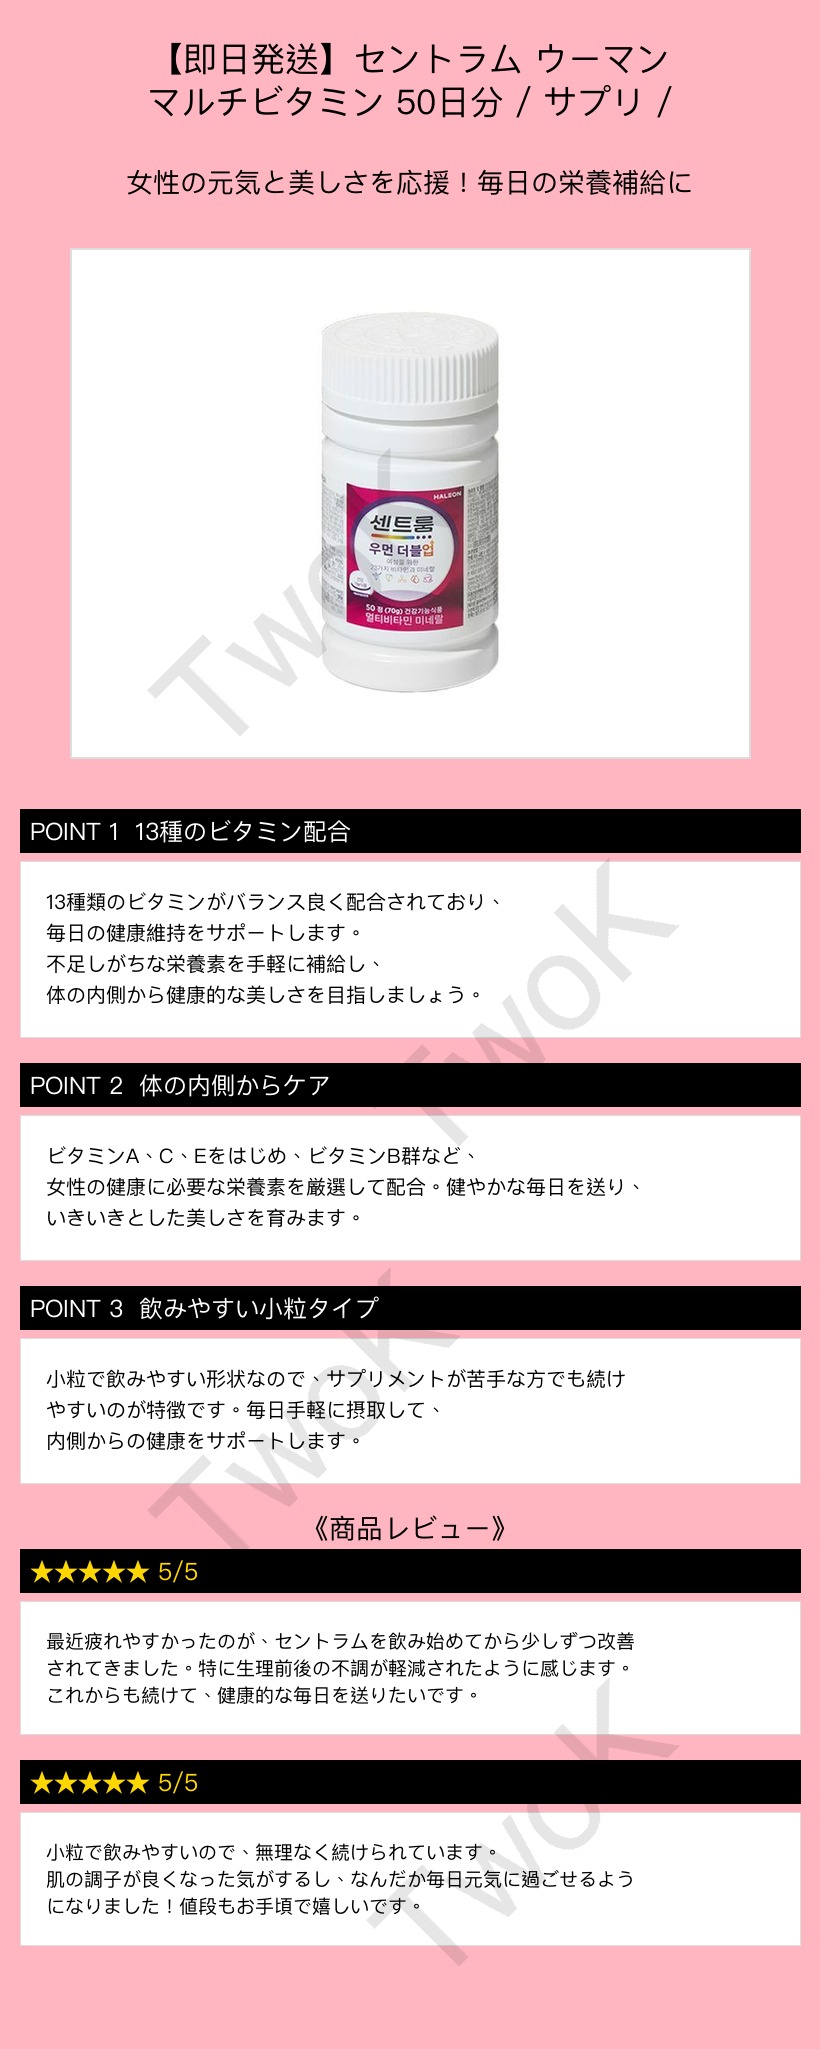 【即日発送】セントラム ウーマン
マルチビタミン 50日分 / サプリ /
女性の元気と美しさを応援！毎日の栄養補給に
HALEON
센트룸
우먼 더블업
여성을 위한
23가지 비타민과 미네랄
50 정 (70g) 건강기능식품
멀티비타민 미네랄
TwoK
POINT 1 13種のビタミン配合
13種類のビタミンがバランス良く配合されており、
毎日の健康維持をサポートします。
不足しがちな栄養素を手軽に補給し、
体の内側から健康的な美しさを目指しましょう。
TwoK
POINT 2 体の内側からケア
ビタミンA、C、Eをはじめ、ビタミンB群など、
女性の健康に必要な栄養素を厳選して配合。健やかな毎日を送り、
いきいきとした美しさを育みます。
POINT 3 飲みやすい小粒タイプ
小粒で飲みやすい形状なので、サプリメントが苦手な方でも続け
やすいのが特徴です。毎日手軽に摂取して、
内側からの健康をサポートします。
TwoK
《商品レビュー》
★★★★★ 5/5
最近疲れやすかったのが、セントラムを飲み始めてから少しずつ改善
されてきました。特に生理前後の不調が軽減されたように感じます。
これからも続けて、健康的な毎日を送りたいです。
★★★★★ 5/5
小粒で飲みやすいので、無理なく続けられています。
肌の調子が良くなった気がするし、なんだか毎日元気に過ごせるよう
になりました！値段もお手頃で嬉しいです。
TwoK